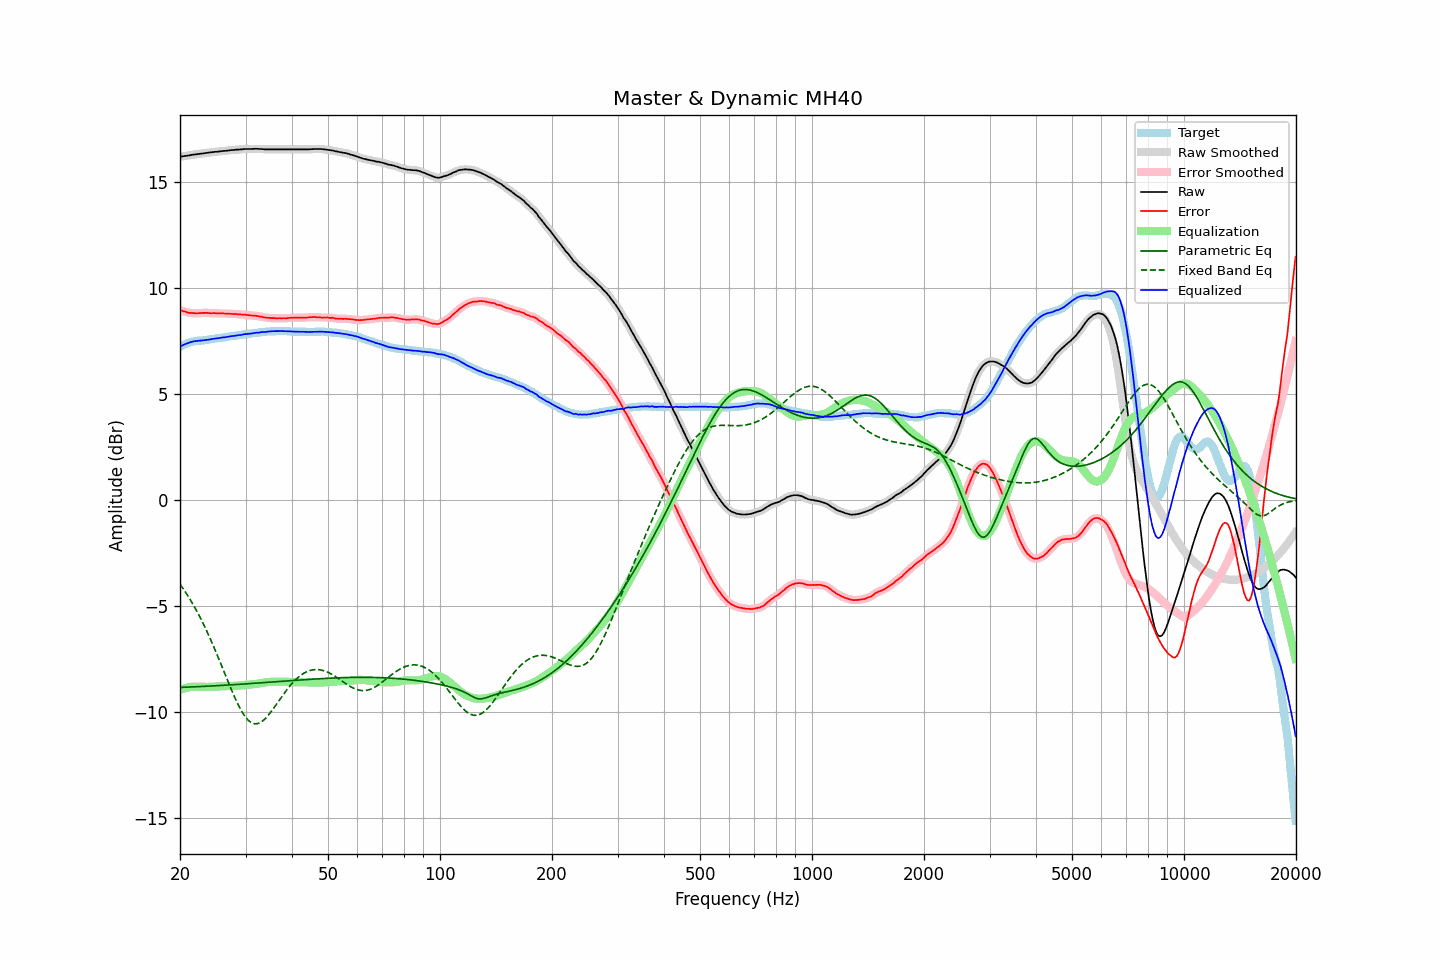 Master & Dynamic MH40
Target
Raw Smoothed
Error Smoothed
Raw
Error
Equalization
Parametric Eq
Fixed Band Eq
Equalized
Amplitude (dBr)
15
10
5
0
−5
−10
−15
20 50 100 200 500 1000 2000 5000 10000 20000
Frequency (Hz)